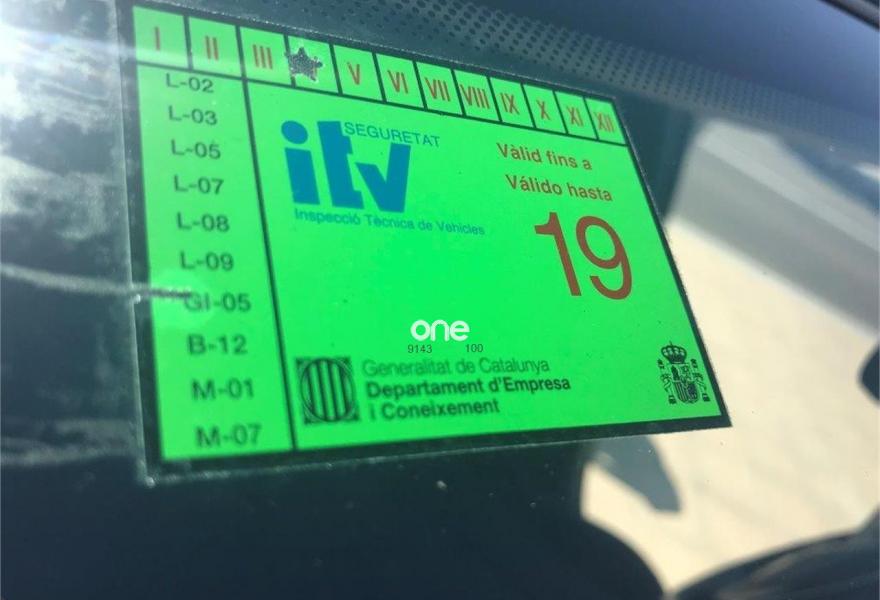 I II III V VI VII VIII IX X XI XII
L-02
L-03
L-05
L-07
L-08
L-09
GI-05
B-12
M-01
M-07
SEGURETAT
itv
Inspecció Tècnica de Vehicles
Vàlid fins a
Válido hasta
19
one
9143 100
Generalitat de Catalunya
Departament d'Empresa
i Coneixement